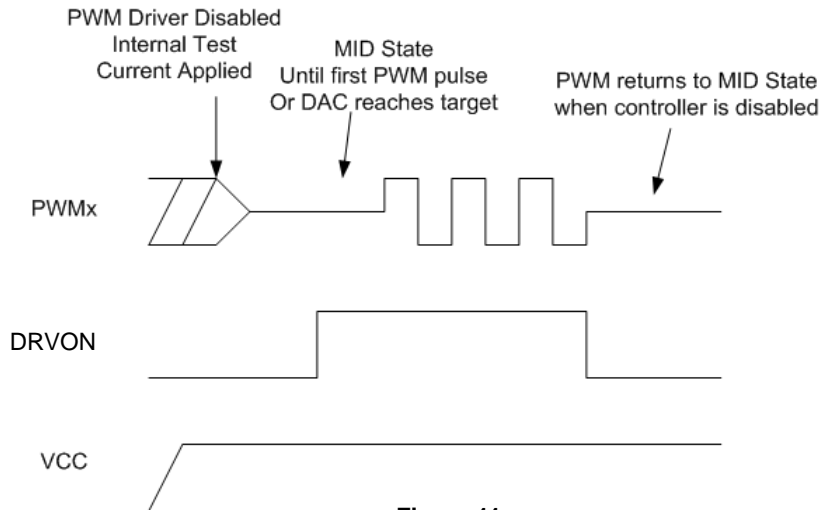 PWM Driver Disabled
Internal Test
Current Applied
MID State
Until first PWM pulse
Or DAC reaches target
PWM returns to MID State
when controller is disabled
PWMx
DRVON
VCC